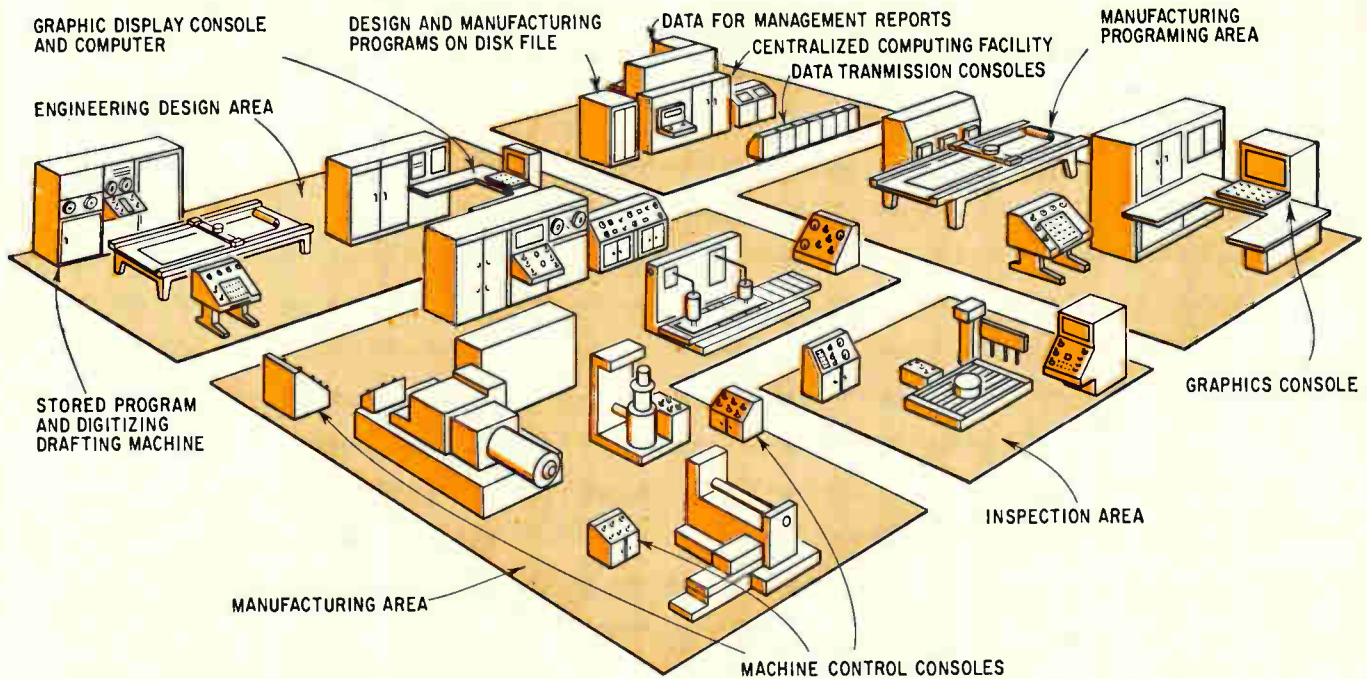 GRAPHIC DISPLAY CONSOLE
AND COMPUTER
DESIGN AND MANUFACTURING
PROGRAMS ON DISK FILE
DATA FOR MANAGEMENT REPORTS
CENTRALIZED COMPUTING FACILITY
DATA TRANMISSION CONSOLES
MANUFACTURING
PROGRAMING AREA
ENGINEERING DESIGN AREA
STORED PROGRAM
AND DIGITIZING
DRAFTING MACHINE
GRAPHICS CONSOLE
INSPECTION AREA
MANUFACTURING AREA
MACHINE CONTROL CONSOLES